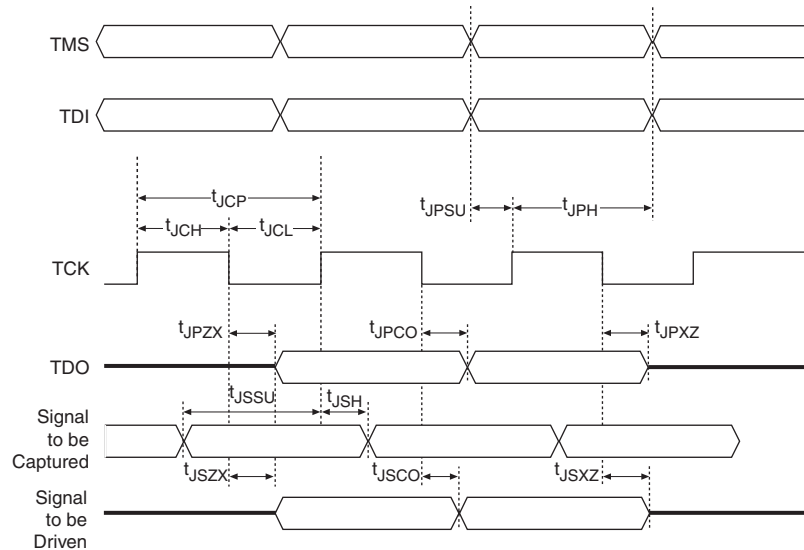 TMS
TDI
tJCP
tJCH
tJCL
tJPSU
tJPH
TCK
tJPZX
tJPCO
tJPXZ
TDO
tJSSU
tJSH
Signal
to be
Captured
tJSZX
tJSCO
tJSXZ
Signal
to be
Driven